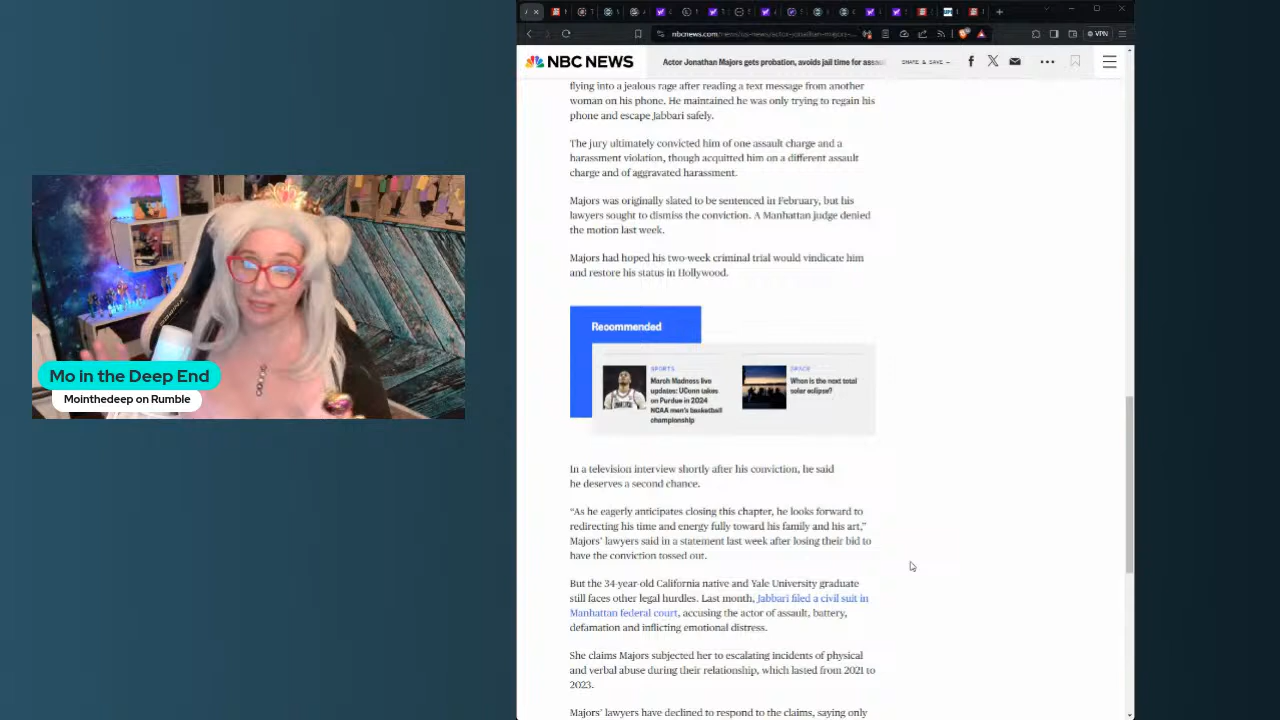 nbcnews.com/news/us-news/actor-jonathan-majors-...
VPN
NBC NEWS
Actor Jonathan Majors gets probation, avoids jail time for assau
SHARE & SAVE —
flying into a jealous rage after reading a text message from another
woman on his phone. He maintained he was only trying to regain his
phone and escape Jabbari safely.
The jury ultimately convicted him of one assault charge and a
harassment violation, though acquitted him on a different assault
charge and of aggravated harassment.
Majors was originally slated to be sentenced in February, but his
lawyers sought to dismiss the conviction. A Manhattan judge denied
the motion last week.
Majors had hoped his two-week criminal trial would vindicate him
and restore his status in Hollywood.
Recommended
SPORTS
March Madness live
updates: UConn takes
on Purdue in 2024
NCAA men's basketball
championship
SPACE
When is the next total
solar eclipse?
In a television interview shortly after his conviction, he said
he deserves a second chance.
“As he eagerly anticipates closing this chapter, he looks forward to
redirecting his time and energy fully toward his family and his art,”
Majors’ lawyers said in a statement last week after losing their bid to
have the conviction tossed out.
But the 34-year-old California native and Yale University graduate
still faces other legal hurdles. Last month, Jabbari filed a civil suit in
Manhattan federal court, accusing the actor of assault, battery,
defamation and inflicting emotional distress.
She claims Majors subjected her to escalating incidents of physical
and verbal abuse during their relationship, which lasted from 2021 to
2023.
Majors’ lawyers have declined to respond to the claims, saying only
Mo in the Deep End
Mointhedeep on Rumble